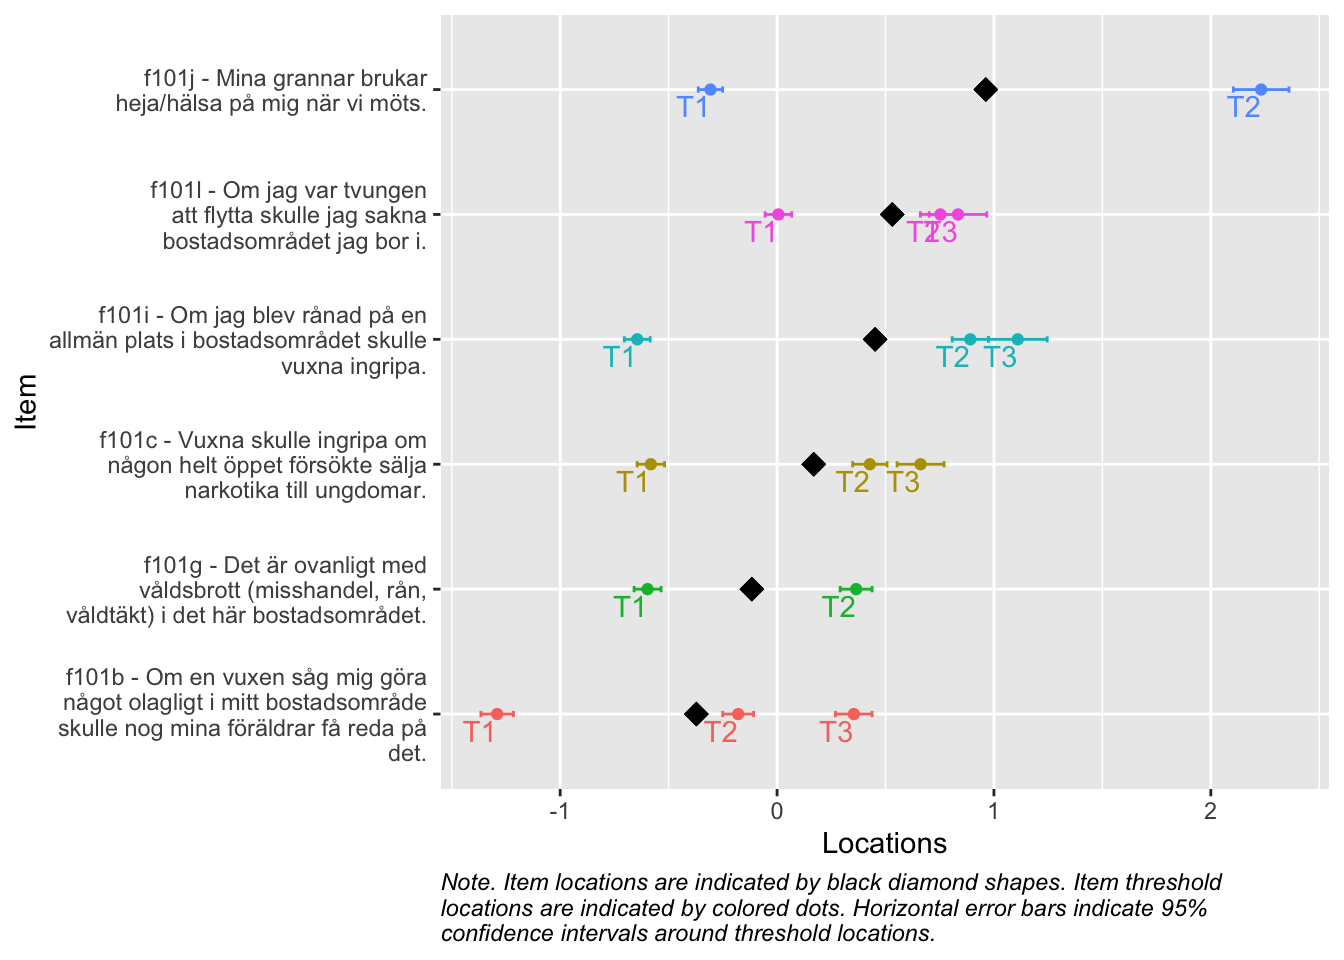 f101j - Mina grannar brukar
heja/hälsa på mig när vi möts.
T1
T2
f101l - Om jag var tvungen
att flytta skulle jag sakna
bostadsområdet jag bor i.
T1
T2
T3
f101i - Om jag blev rånad på en
allmän plats i bostadsområdet skulle
vuxna ingripa.
T1
T2
T3
Item
f101c - Vuxna skulle ingripa om
någon helt öppet försökte sälja
narkotika till ungdomar.
T1
T2
T3
f101g - Det är ovanligt med
våldsbrott (misshandel, rån,
våldtäkt) i det här bostadsområdet.
T1
T2
f101b - Om en vuxen såg mig göra
något olagligt i mitt bostadsområde
skulle nog mina föräldrar få reda på
det.
T1
T2
T3
-1
0
1
2
Locations
Note. Item locations are indicated by black diamond shapes. Item threshold
locations are indicated by colored dots. Horizontal error bars indicate 95%
confidence intervals around threshold locations.